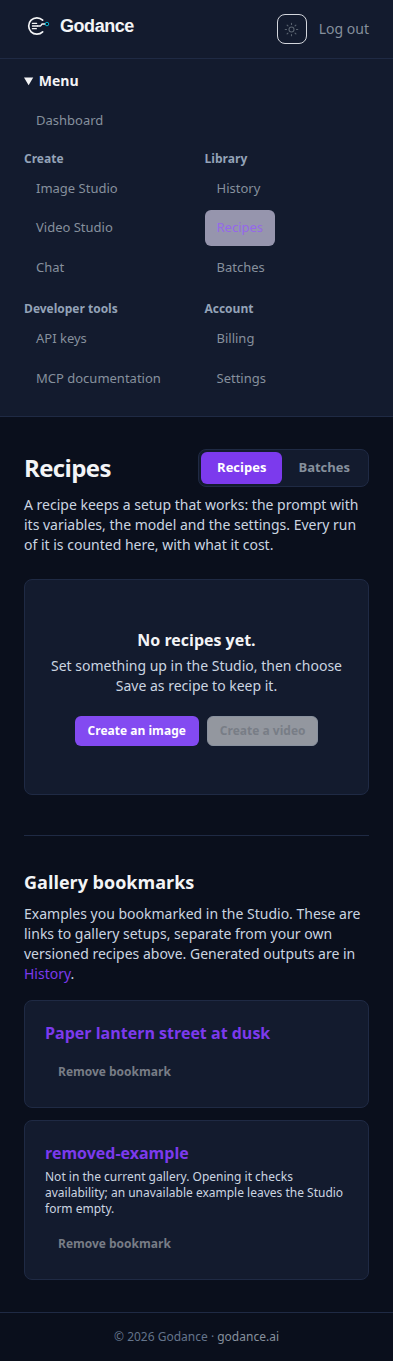 Godance
Log out
▼ Menu
Dashboard
Create
Image Studio
Video Studio
Chat
Library
History
Recipes
Batches
Developer tools
API keys
MCP documentation
Account
Billing
Settings
Recipes
Recipes
Batches
A recipe keeps a setup that works: the prompt with
its variables, the model and the settings. Every run
of it is counted here, with what it cost.
No recipes yet.
Set something up in the Studio, then choose
Save as recipe to keep it.
Create an image
Create a video
Gallery bookmarks
Examples you bookmarked in the Studio. These are
links to gallery setups, separate from your own
versioned recipes above. Generated outputs are in
History.
Paper lantern street at dusk
Remove bookmark
removed-example
Not in the current gallery. Opening it checks
availability; an unavailable example leaves the Studio
form empty.
Remove bookmark
© 2026 Godance · godance.ai